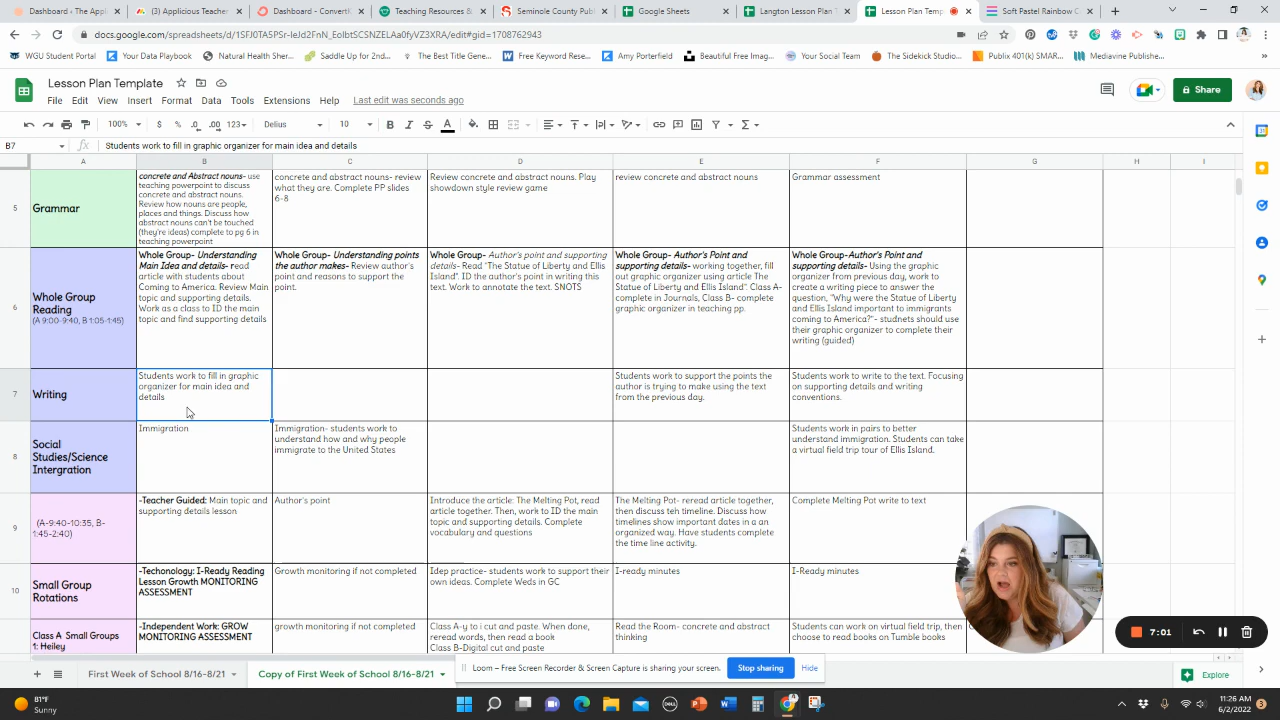 Dashboard - The Appli
(3) Applicious Teacher
Dashboard - ConvertK
Teaching Resources &
Seminole County Publ
Google Sheets
Langton Lesson Plan T
Lesson Plan Temp
Soft Pastel Rainbow C
docs.google.com/spreadsheets/d/1SFJ0TA5PSr-IeJd2FnN_EoIbtSCSNZELAa0fyVZ3XRA/edit#gid=1708762943
WGU Student Portal
Your Data Playbook
Natural Health Sher...
Saddle Up for 2nd...
The Best Title Gene...
Free Keyword Rese...
Amy Porterfield
Beautiful Free Imag...
Your Social Team
The Sidekick Studio...
Publix 401(k) SMAR...
Mediavine Publishe...
Lesson Plan Template
File Edit View Insert Format Data Tools Extensions Help Last edit was seconds ago
Share
100% $ % .0 .00 123 Delius 10 B I S A
B7 fx Students work to fill in graphic organizer for main idea and details
A B C D E F G H I
5
Grammar
concrete and Abstract nouns- use
teaching powerpoint to discuss
concrete and abstract nouns.
Review how nouns are people,
places and things. Discuss how
abstract nouns can't be touched
(they're ideas) complete to pg 6 in
teaching powerpoint
concrete and abstract nouns- review
what they are. Complete PP slides
6-8
Review concrete and abstract nouns. Play
showdown style review game
review concrete and abstract nouns
Grammar assessment
6
Whole Group
Reading
(A 9:00-9:40, B 1:05-1:45)
Whole Group- Understanding
Main Idea and details- read
article with students about
Coming to America. Review Main
topic and supporting details.
Work as a class to ID the main
topic and find supporting details
Whole Group- Understanding points
the author makes- Review author's
point and reasons to support the
point.
Whole Group- Author's point and supporting
details- Read "The Statue of Liberty and Ellis
Island". ID the author's point in writing this
text. Work to annotate the text. SNOTS
Whole Group- Author's Point and
supporting details- working together, fill
out graphic organizer using article The
Statue of Liberty and Ellis Island". Class A-
complete in Journals, Class B- complete
graphic organizer in teaching pp.
Whole Group-Author's Point and
supporting details- Using the graphic
organizer from previous day, work to
create a writing piece to answer the
question, "Why were the Statue of Liberty
and Ellis Island important to immigrants
coming to America?"- studnets should use
their graphic organizer to complete their
writing (guided)
7
Writing
Students work to fill in graphic
organizer for main idea and
details
Students work to support the points the
author is trying to make using the text
from the previous day.
Students work to write to the text. Focusing
on supporting details and writing
conventions.
8
Social
Studies/Science
Intergration
Immigration
Immigration- students work to
understand how and why people
immigrate to the United States
Students work in pairs to better
understand immigration. Students can take
a virtual field trip tour of Ellis Island.
9
(A-9:40-10:35, B-
1:45-2:40)
-Teacher Guided: Main topic and
supporting details lesson
Author's point
Introduce the article: The Melting Pot, read
article together. Then, work to ID the main
topic and supporting details. Complete
vocabulary and questions
The Melting Pot- reread article together,
then discuss teh timeline. Discuss how
timelines show important dates in a an
organized way. Have students complete
the time line activity.
Complete Melting Pot write to text
10
Small Group
Rotations
-Techonology: I-Ready Reading
Lesson Growth MONITORING
ASSESSMENT
Growth monitoring if not completed
Idep practice- students work to support their
own ideas. Complete Weds in GC
I-ready minutes
I-Ready minutes
Class A Small Groups
1: Heiley
-Independent Work: GROW
MONITORING ASSESSMENT
growth monitoring if not completed
Class A-y to i cut and paste. When done,
reread words, then read a book
Class B-Digital cut and paste
Read the Room- concrete and abstract
thinking
Students can work on virtual field trip, then
choose to read books on Tumble books
7:01
First Week of School 8/16-8/21
Copy of First Week of School 8/16-8/21
Loom – Free Screen Recorder & Screen Capture is sharing your screen.
Stop sharing
Hide
Explore
81°F
Sunny
11:26 AM
6/2/2022